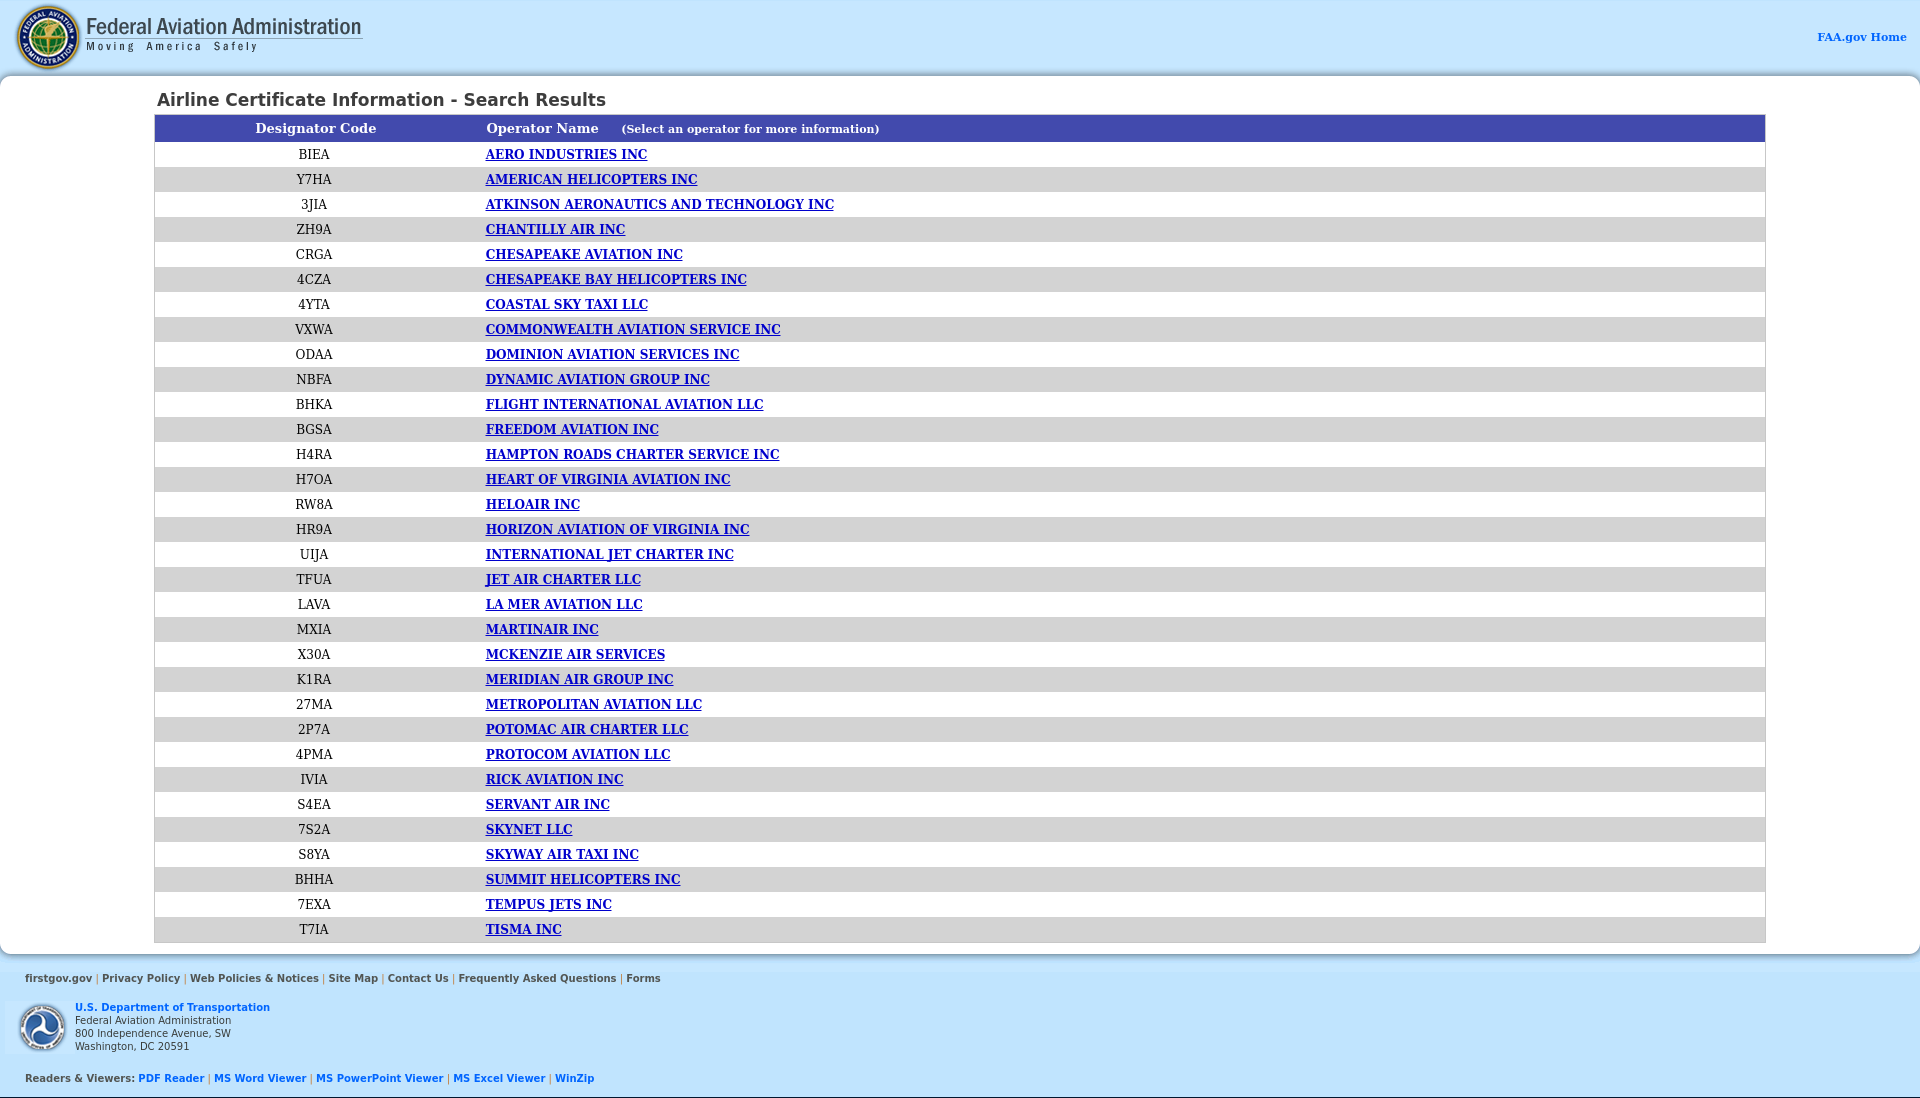 Federal Aviation Administration
Moving America Safely
FAA.gov Home
Airline Certificate Information - Search Results
Designator Code Operator Name (Select an operator for more information)
BIEA AERO INDUSTRIES INC
Y7HA AMERICAN HELICOPTERS INC
3JIA ATKINSON AERONAUTICS AND TECHNOLOGY INC
ZH9A CHANTILLY AIR INC
CRGA CHESAPEAKE AVIATION INC
4CZA CHESAPEAKE BAY HELICOPTERS INC
4YTA COASTAL SKY TAXI LLC
VXWA COMMONWEALTH AVIATION SERVICE INC
ODAA DOMINION AVIATION SERVICES INC
NBFA DYNAMIC AVIATION GROUP INC
BHKA FLIGHT INTERNATIONAL AVIATION LLC
BGSA FREEDOM AVIATION INC
H4RA HAMPTON ROADS CHARTER SERVICE INC
H7OA HEART OF VIRGINIA AVIATION INC
RW8A HELOAIR INC
HR9A HORIZON AVIATION OF VIRGINIA INC
UIJA INTERNATIONAL JET CHARTER INC
TFUA JET AIR CHARTER LLC
LAVA LA MER AVIATION LLC
MXIA MARTINAIR INC
X30A MCKENZIE AIR SERVICES
K1RA MERIDIAN AIR GROUP INC
27MA METROPOLITAN AVIATION LLC
2P7A POTOMAC AIR CHARTER LLC
4PMA PROTOCOM AVIATION LLC
IVIA RICK AVIATION INC
S4EA SERVANT AIR INC
7S2A SKYNET LLC
S8YA SKYWAY AIR TAXI INC
BHHA SUMMIT HELICOPTERS INC
7EXA TEMPUS JETS INC
T7IA TISMA INC
firstgov.gov | Privacy Policy | Web Policies & Notices | Site Map | Contact Us | Frequently Asked Questions | Forms
U.S. Department of Transportation
Federal Aviation Administration
800 Independence Avenue, SW
Washington, DC 20591
Readers & Viewers: PDF Reader | MS Word Viewer | MS PowerPoint Viewer | MS Excel Viewer | WinZip